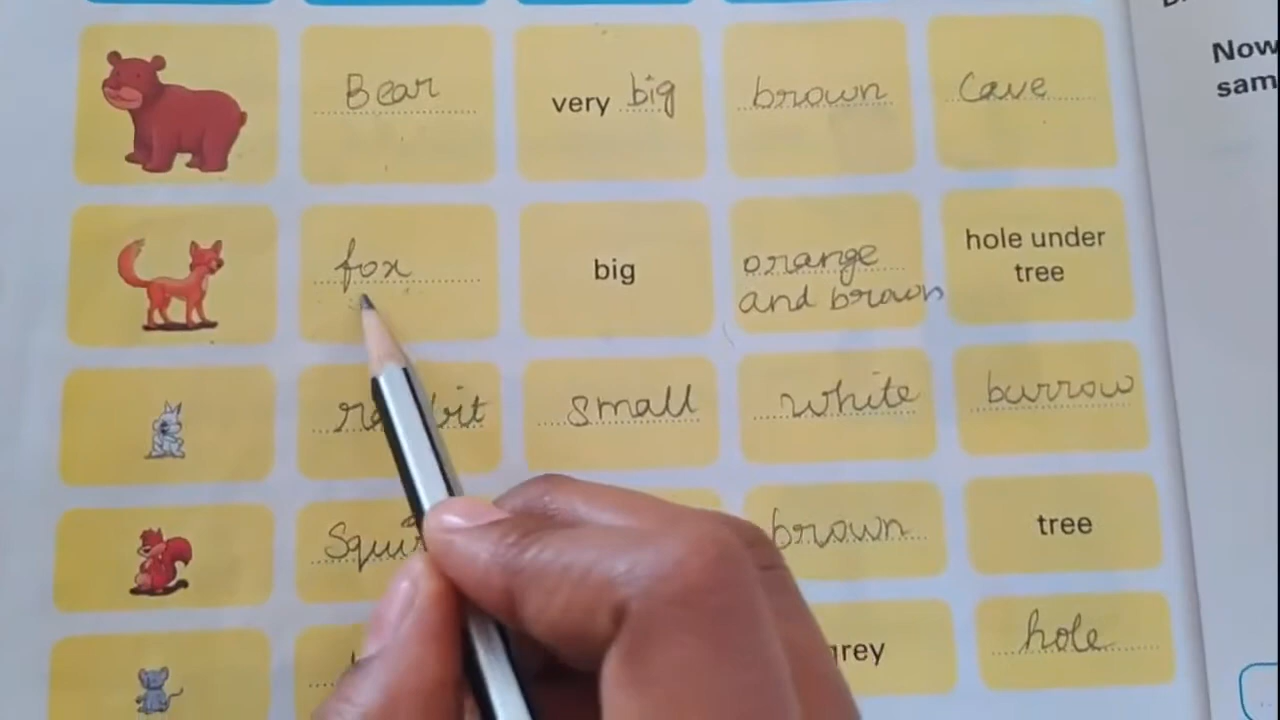 Bear
very big
brown
Cave
fox
big
orange
and brown
hole under
tree
small
white
burrow
brown
tree
hole
Now
sam